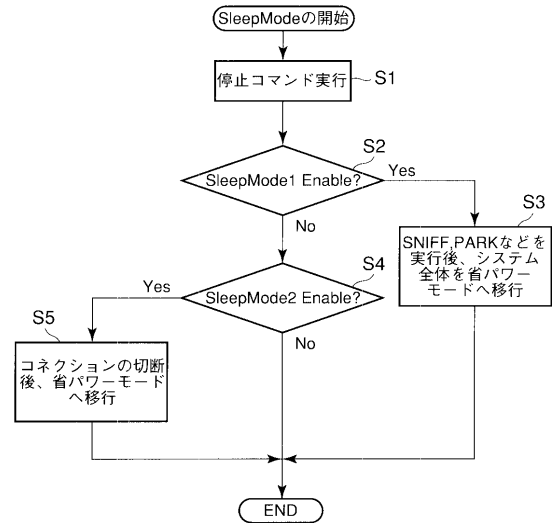 SleepModeの開始
停止コマンド実行
S1
S2
SleepMode1 Enable?
Yes
No
S3
SNIFF,PARKなどを
実行後、システム
全体を省パワー
モードへ移行
S4
SleepMode2 Enable?
Yes
No
S5
コネクションの切断
後、省パワーモード
へ移行
END